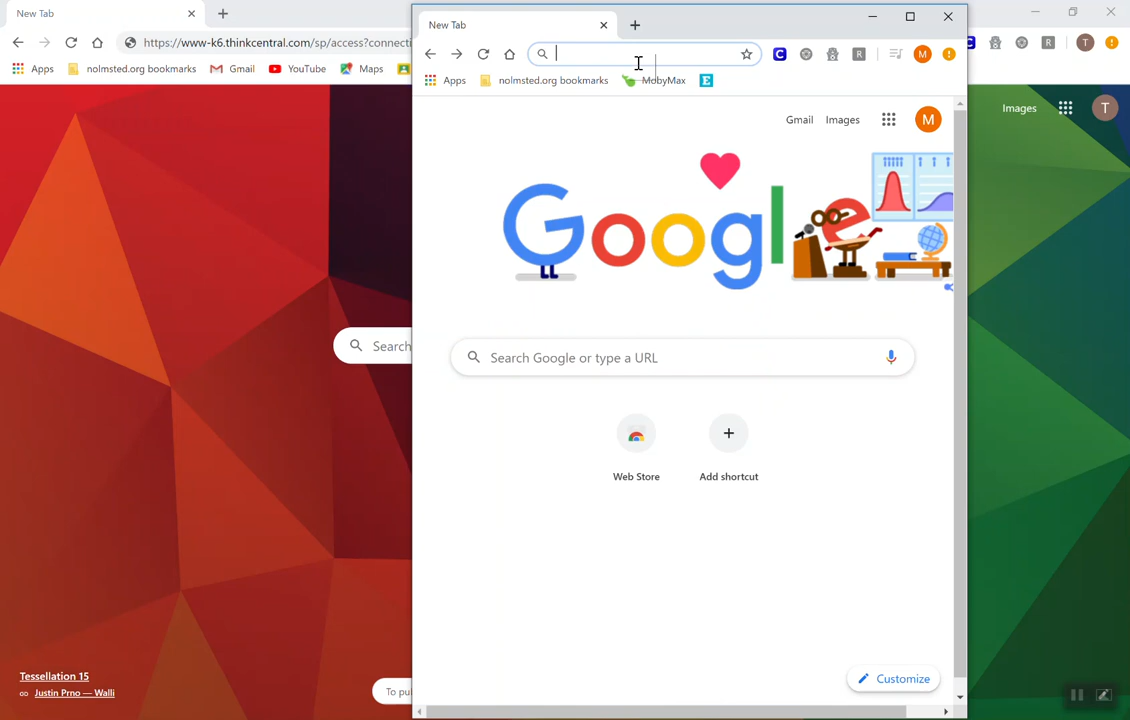 New Tab
https://www-k6.thinkcentral.com/sp/access?connecti
Apps nolmsted.org bookmarks Gmail YouTube Maps
Search
Tessellation 15
Justin Prno — Walli
To pu
New Tab
Apps nolmsted.org bookmarks MobyMax
C R M
E
Gmail Images M
Google
Search Google or type a URL
Web Store Add shortcut
Customize
R T
Images T